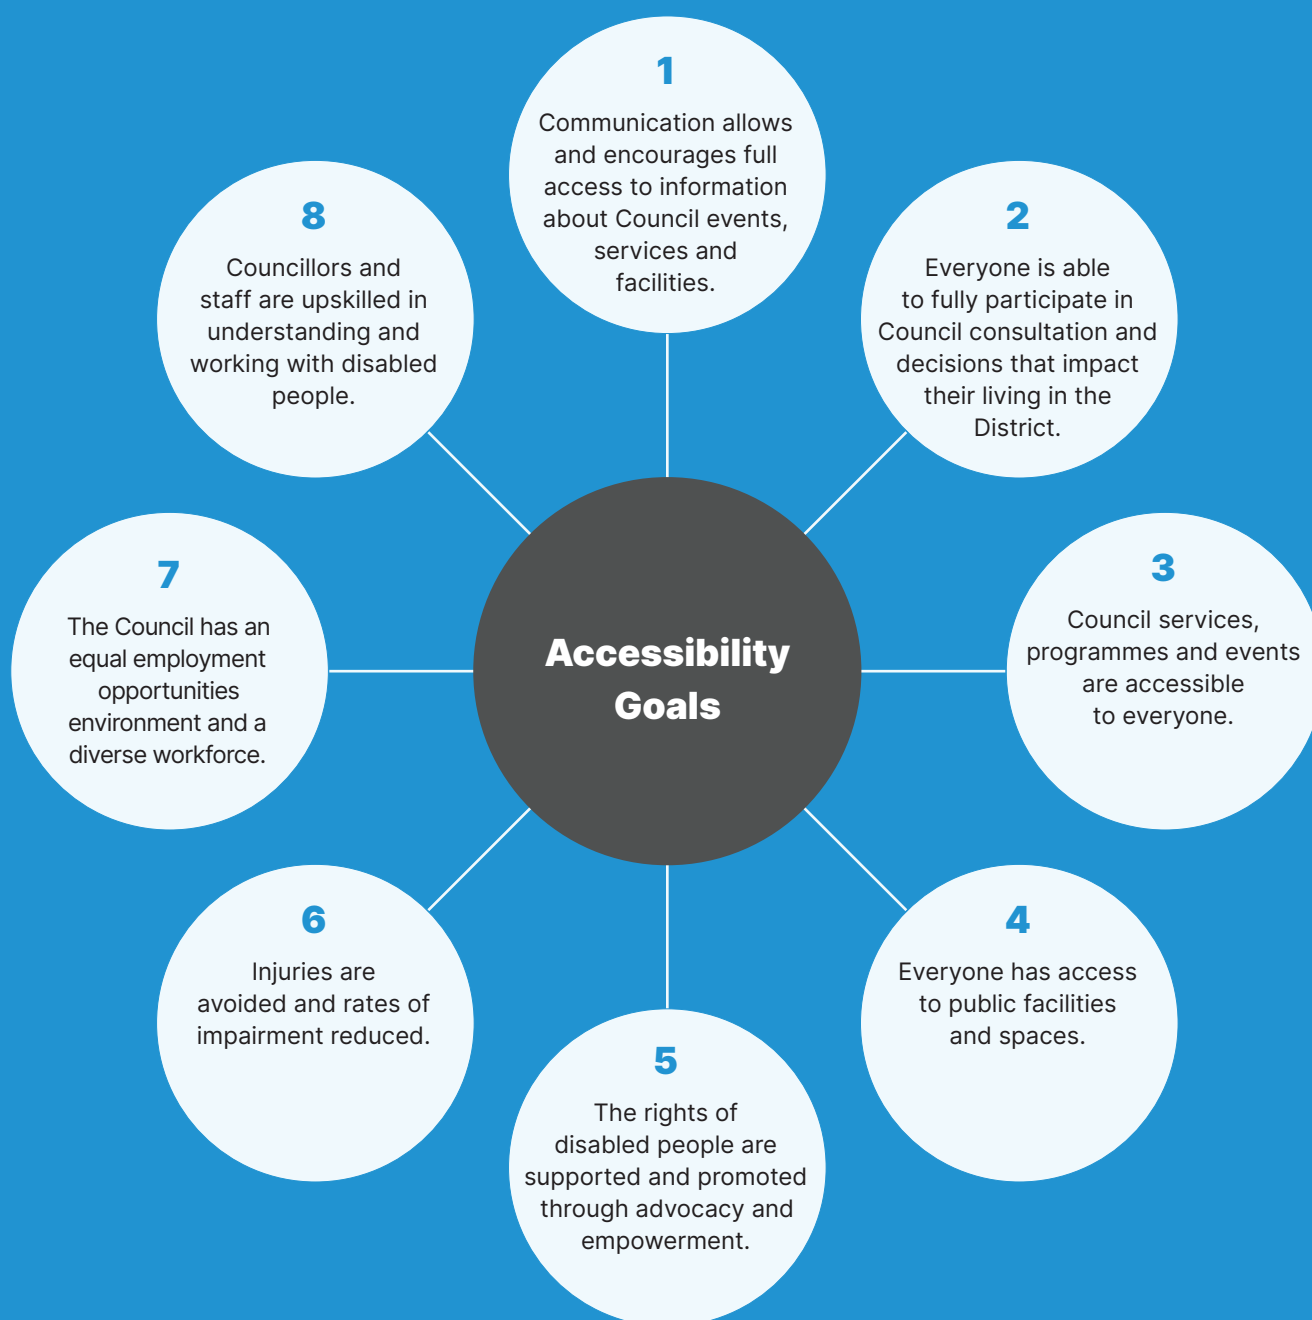 1
Communication allows
and encourages full
access to information
about Council events,
services and
facilities.
2
Everyone is able
to fully participate in
Council consultation and
decisions that impact
their living in the
District.
3
Council services,
programmes and events
are accessible
to everyone.
4
Everyone has access
to public facilities
and spaces.
5
The rights of
disabled people are
supported and promoted
through advocacy and
empowerment.
6
Injuries are
avoided and rates of
impairment reduced.
7
The Council has an
equal employment
opportunities
environment and a
diverse workforce.
8
Councillors and
staff are upskilled in
understanding and
working with disabled
people.
Accessibility
Goals